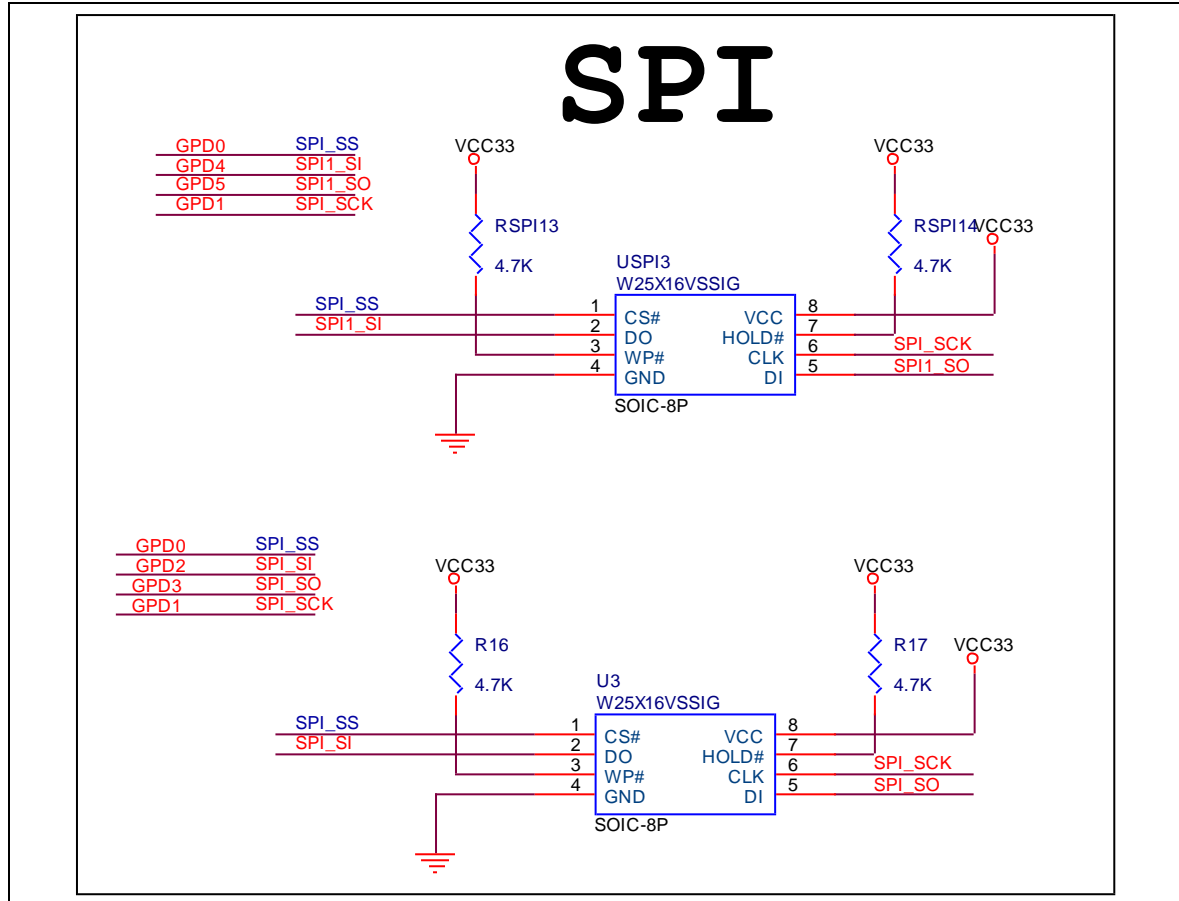 SPI
GPD0 SPI_SS
GPD4 SPI1_SI
GPD5 SPI1_SO
GPD1 SPI_SCK
VCC33
VCC33
RSPI13
4.7K
RSPI14
4.7K
VCC33
USPI3
W25X16VSSIG
SPI_SS 1 CS# VCC 8
SPI1_SI 2 DO HOLD# 7
3 WP# CLK 6 SPI_SCK
4 GND DI 5 SPI1_SO
SOIC-8P
GPD0 SPI_SS
GPD2 SPI_SI
GPD3 SPI_SO
GPD1 SPI_SCK
VCC33
VCC33
R16
4.7K
R17
4.7K
VCC33
U3
W25X16VSSIG
SPI_SS 1 CS# VCC 8
SPI_SI 2 DO HOLD# 7
3 WP# CLK 6 SPI_SCK
4 GND DI 5 SPI_SO
SOIC-8P